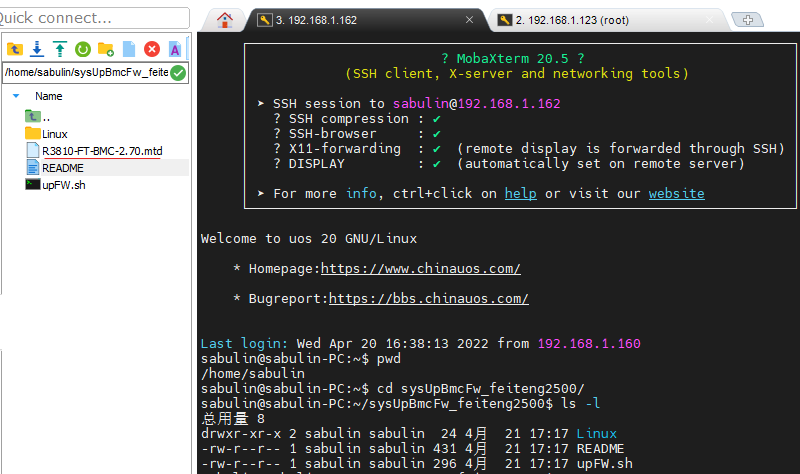 Quick connect...
3. 192.168.1.162
2. 192.168.1.123 (root)
/home/sabulin/sysUpBmcFw_feite
Name
..
Linux
R3810-FT-BMC-2.70.mtd
README
upFW.sh
? MobaXterm 20.5 ?
(SSH client, X-server and networking tools)
➤ SSH session to sabulin@192.168.1.162
? SSH compression : ✔
? SSH-browser     : ✔
? X11-forwarding  : ✔  (remote display is forwarded through SSH)
? DISPLAY         : ✔  (automatically set on remote server)
➤ For more info, ctrl+click on help or visit our website
Welcome to uos 20 GNU/Linux
* Homepage:https://www.chinauos.com/
* Bugreport:https://bbs.chinauos.com/
Last login: Wed Apr 20 16:38:13 2022 from 192.168.1.160
sabulin@sabulin-PC:~$ pwd
/home/sabulin
sabulin@sabulin-PC:~$ cd sysUpBmcFw_feiteng2500/
sabulin@sabulin-PC:~/sysUpBmcFw_feiteng2500$ ls -l
总用量 8
drwxr-xr-x 2 sabulin sabulin  24 4月  21 17:17 Linux
-rw-r--r-- 1 sabulin sabulin 431 4月  21 17:17 README
-rw-r--r-- 1 sabulin sabulin 296 4月  21 17:17 upFW.sh